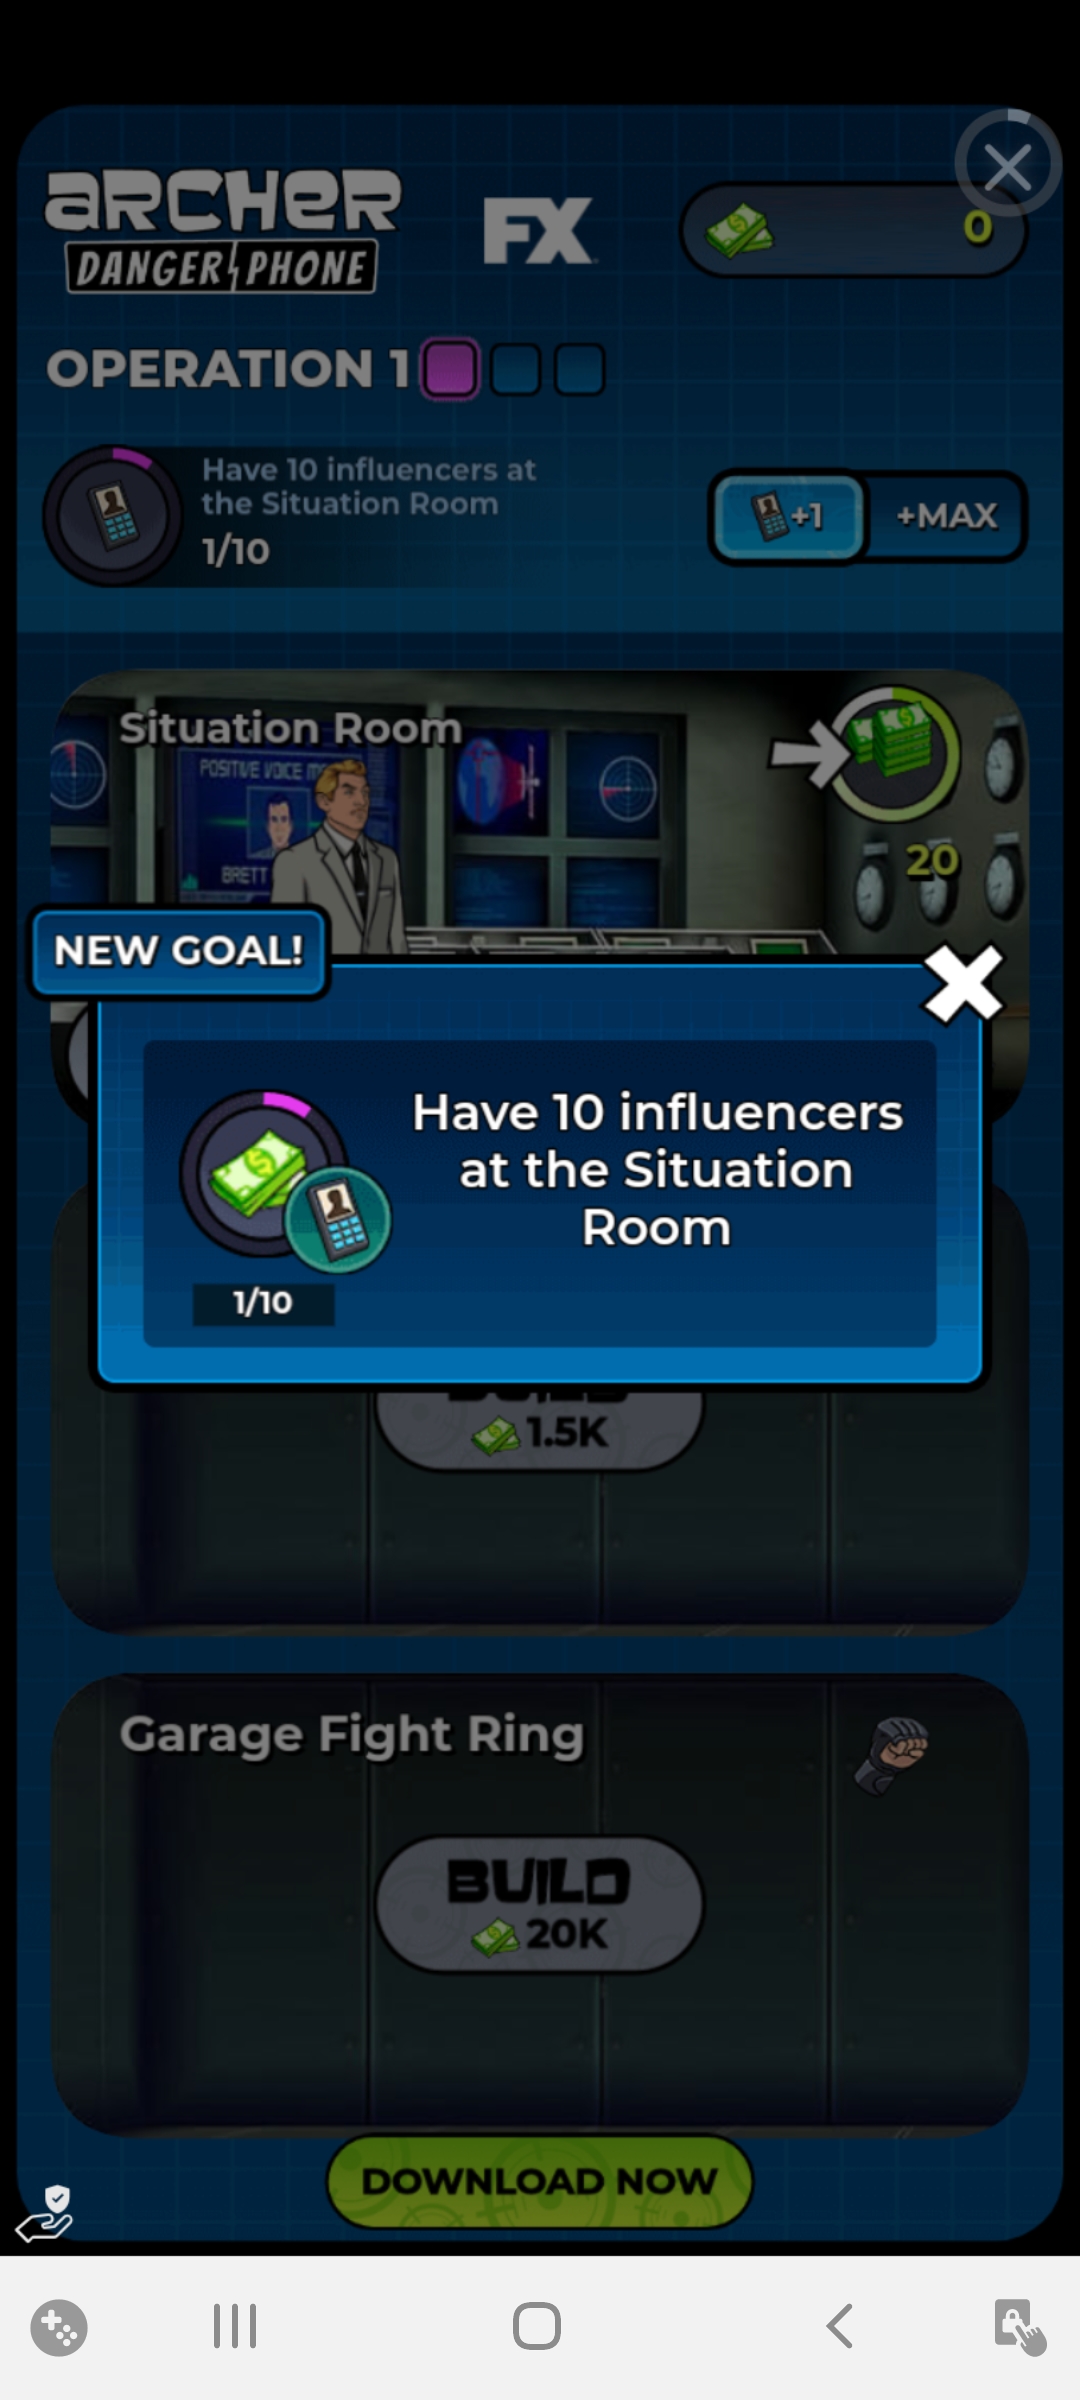 ARCHER
DANGER PHONE
FX
0
OPERATION 1
Have 10 influencers at
the Situation Room
1/10
+1
+MAX
Situation Room
POSITIVE VOICE
BRETT
20
NEW GOAL!
Have 10 influencers
at the Situation
Room
1/10
BUILD
1.5K
Garage Fight Ring
BUILD
20K
DOWNLOAD NOW